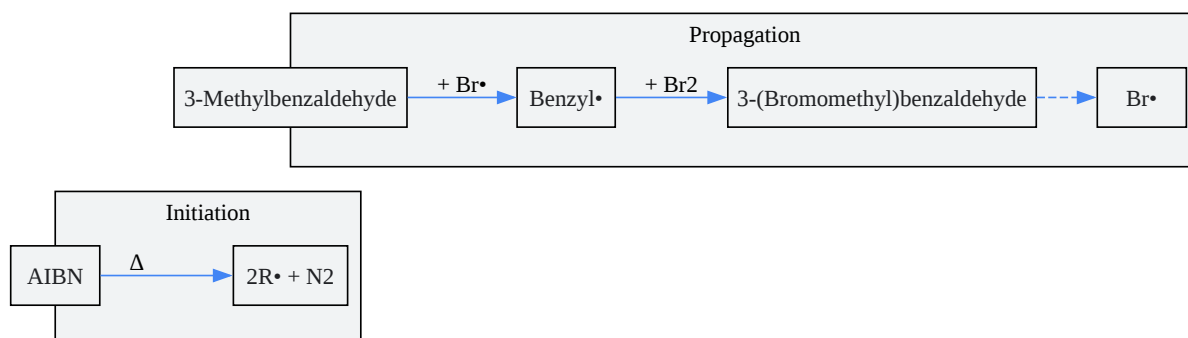 Propagation
3-Methylbenzaldehyde
+ Br•
Benzyl•
+ Br2
3-(Bromomethyl)benzaldehyde
Br•
Initiation
AIBN
Δ
2R• + N2